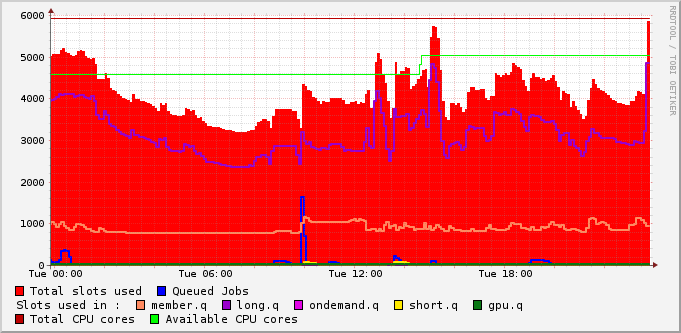 6000
5000
4000
3000
2000
1000
0
Tue 00:00 Tue 06:00 Tue 12:00 Tue 18:00
Total slots used Queued Jobs
Slots used in : member.q long.q ondemand.q short.q gpu.q
Total CPU cores Available CPU cores
RRDTOOL / TOBI OETIKER